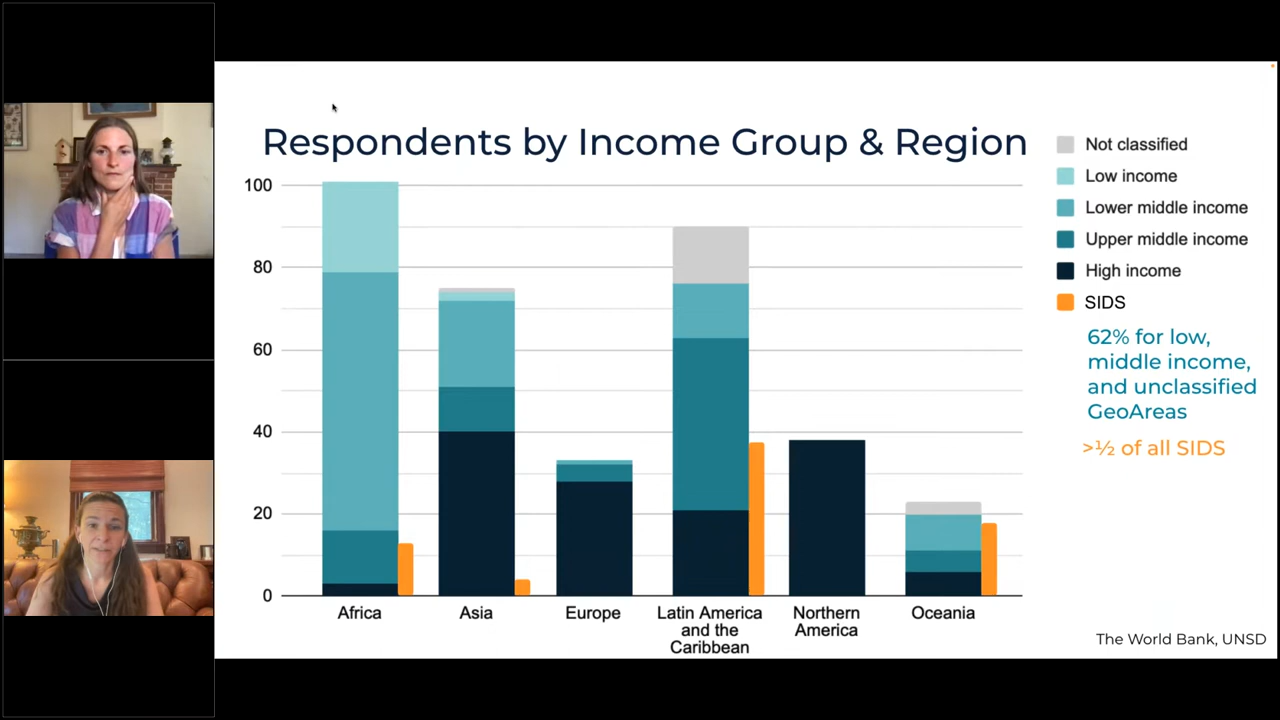 Respondents by Income Group & Region
Not classified
Low income
Lower middle income
Upper middle income
High income
SIDS
62% for low,
middle income,
and unclassified
GeoAreas
>½ of all SIDS
100
80
60
40
20
0
Africa
Asia
Europe
Latin America
and the
Caribbean
Northern
America
Oceania
The World Bank, UNSD